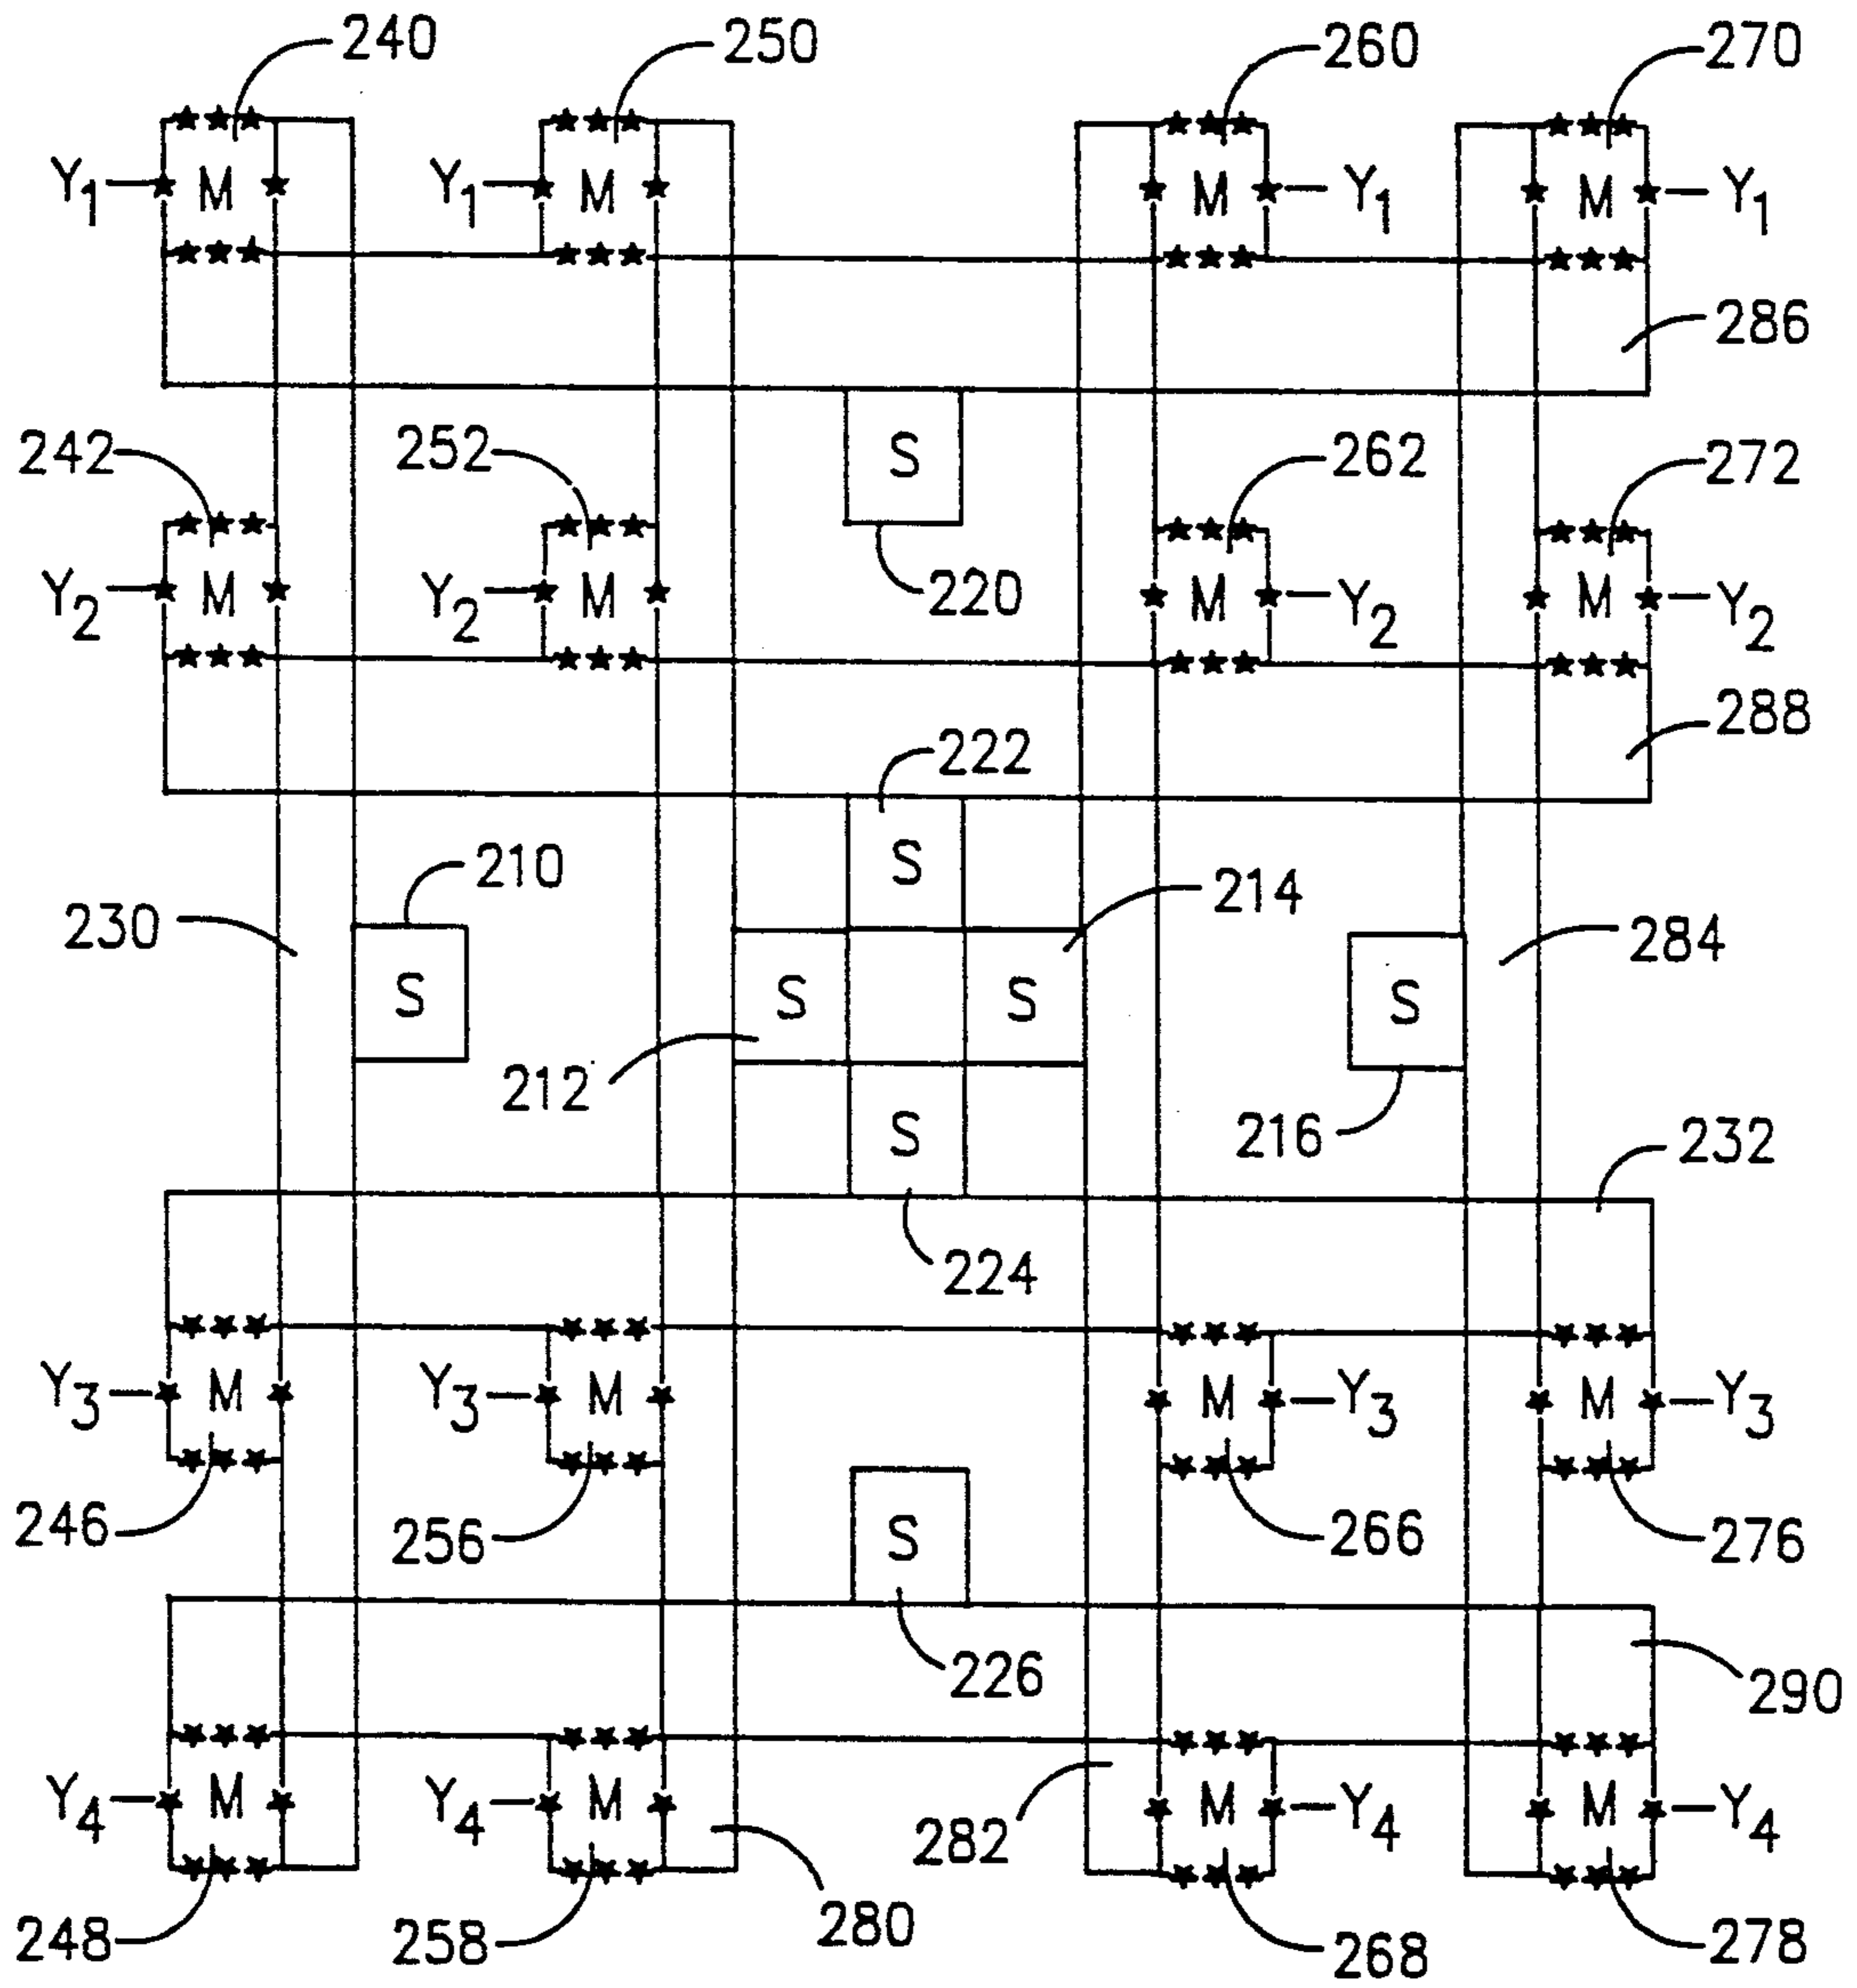 240 250 260 270
Y1 M Y1 M M Y1 M Y1
286
242 252 S 262 272
Y2 M Y2 M 220 M Y2 M Y2
288
222
S
210 214
230 284
S S S S
212 216
S 232
224
Y3 M Y3 M M Y3 M Y3
246 256 S 266 276
226 290
Y4 M Y4 M 282 M Y4 M Y4
248 258 280 268 278